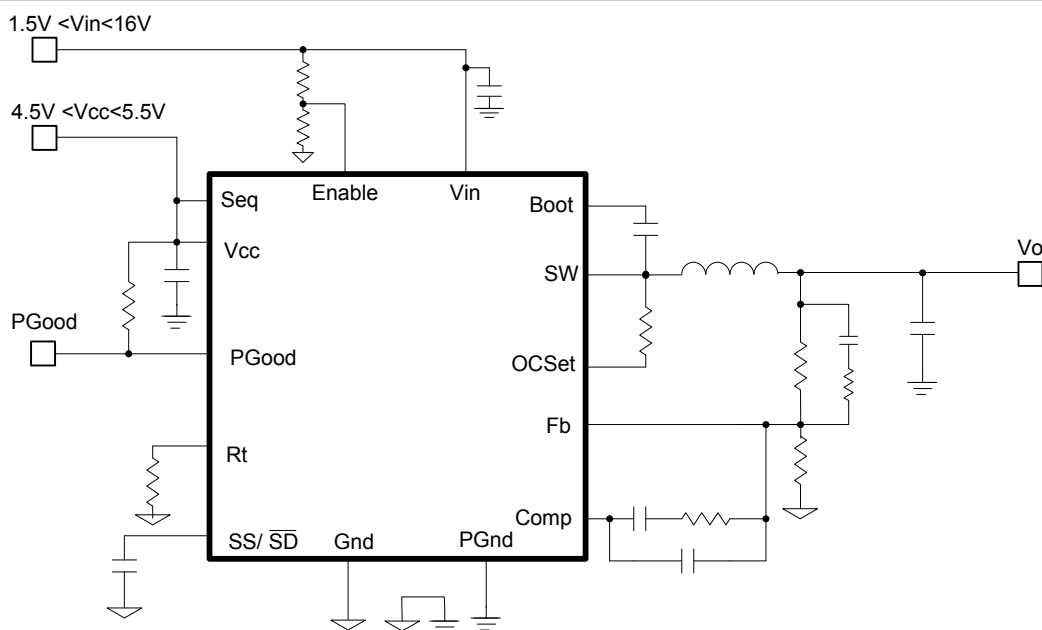 1.5V <Vin<16V
4.5V <Vcc<5.5V
Enable
Vin
Seq
Boot
Vcc
SW
Vo
PGood
PGood
OCSet
Fb
Rt
Comp
SS/ SD
Gnd
PGnd